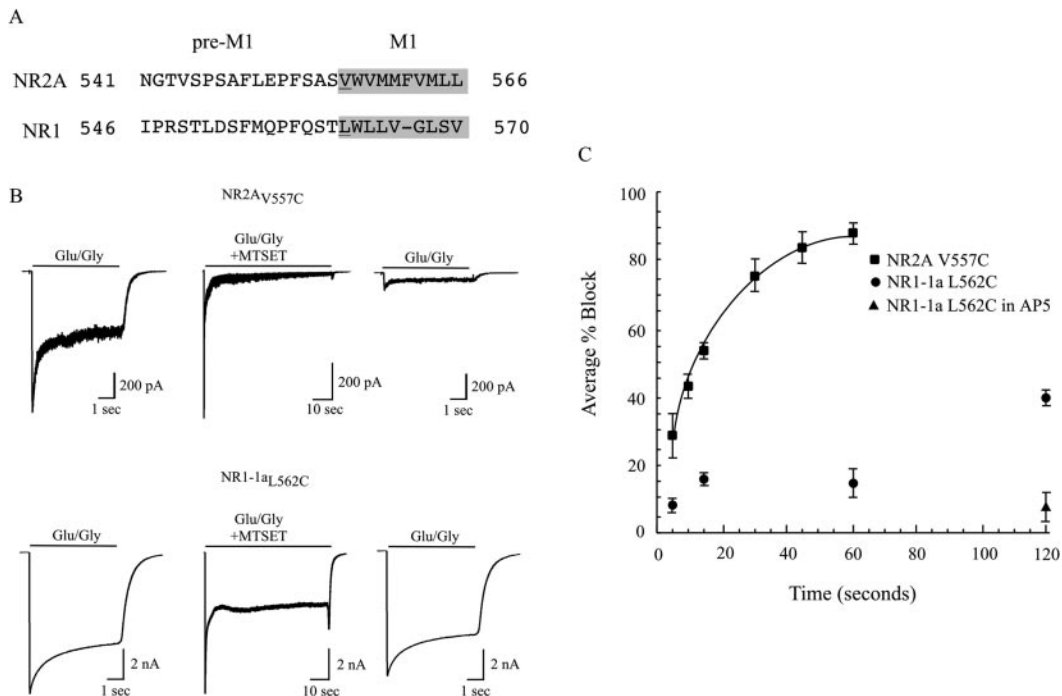 A
pre-M1 M1
NR2A 541 NGTVSPSAFLEPFSASVWVMMFVMLL 566
NR1 546 IPRSTLDSFMQPFQSTLWLLV-GLSV 570
B
NR2AV557C
Glu/Gly
200 pA
1 sec
Glu/Gly
+MTSET
200 pA
10 sec
Glu/Gly
200 pA
1 sec
NR1-1aL562C
Glu/Gly
2 nA
1 sec
Glu/Gly
+MTSET
2 nA
10 sec
Glu/Gly
2 nA
1 sec
C
Average % Block
100
80
60
40
20
0
0 20 40 60 80 100 120
Time (seconds)
NR2A V557C
NR1-1a L562C
NR1-1a L562C in AP5